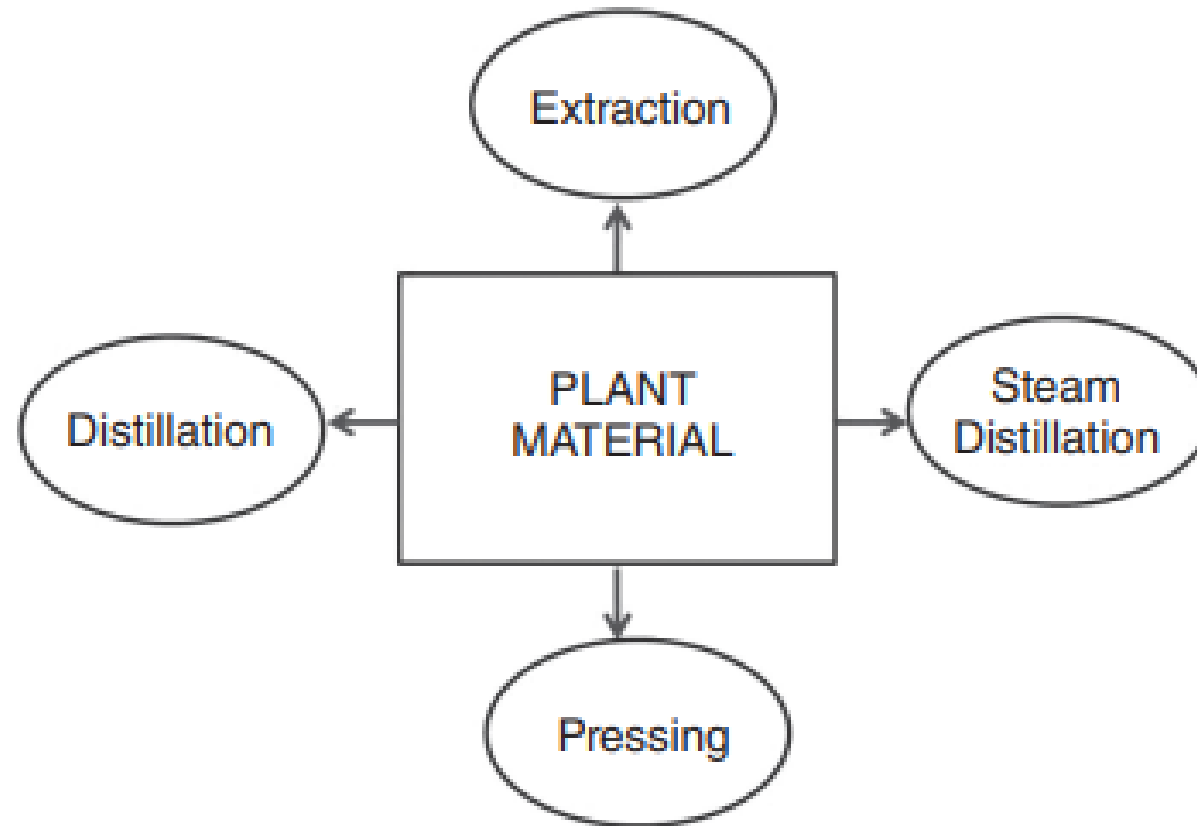 Extraction
Distillation
PLANT
MATERIAL
Steam
Distillation
Pressing